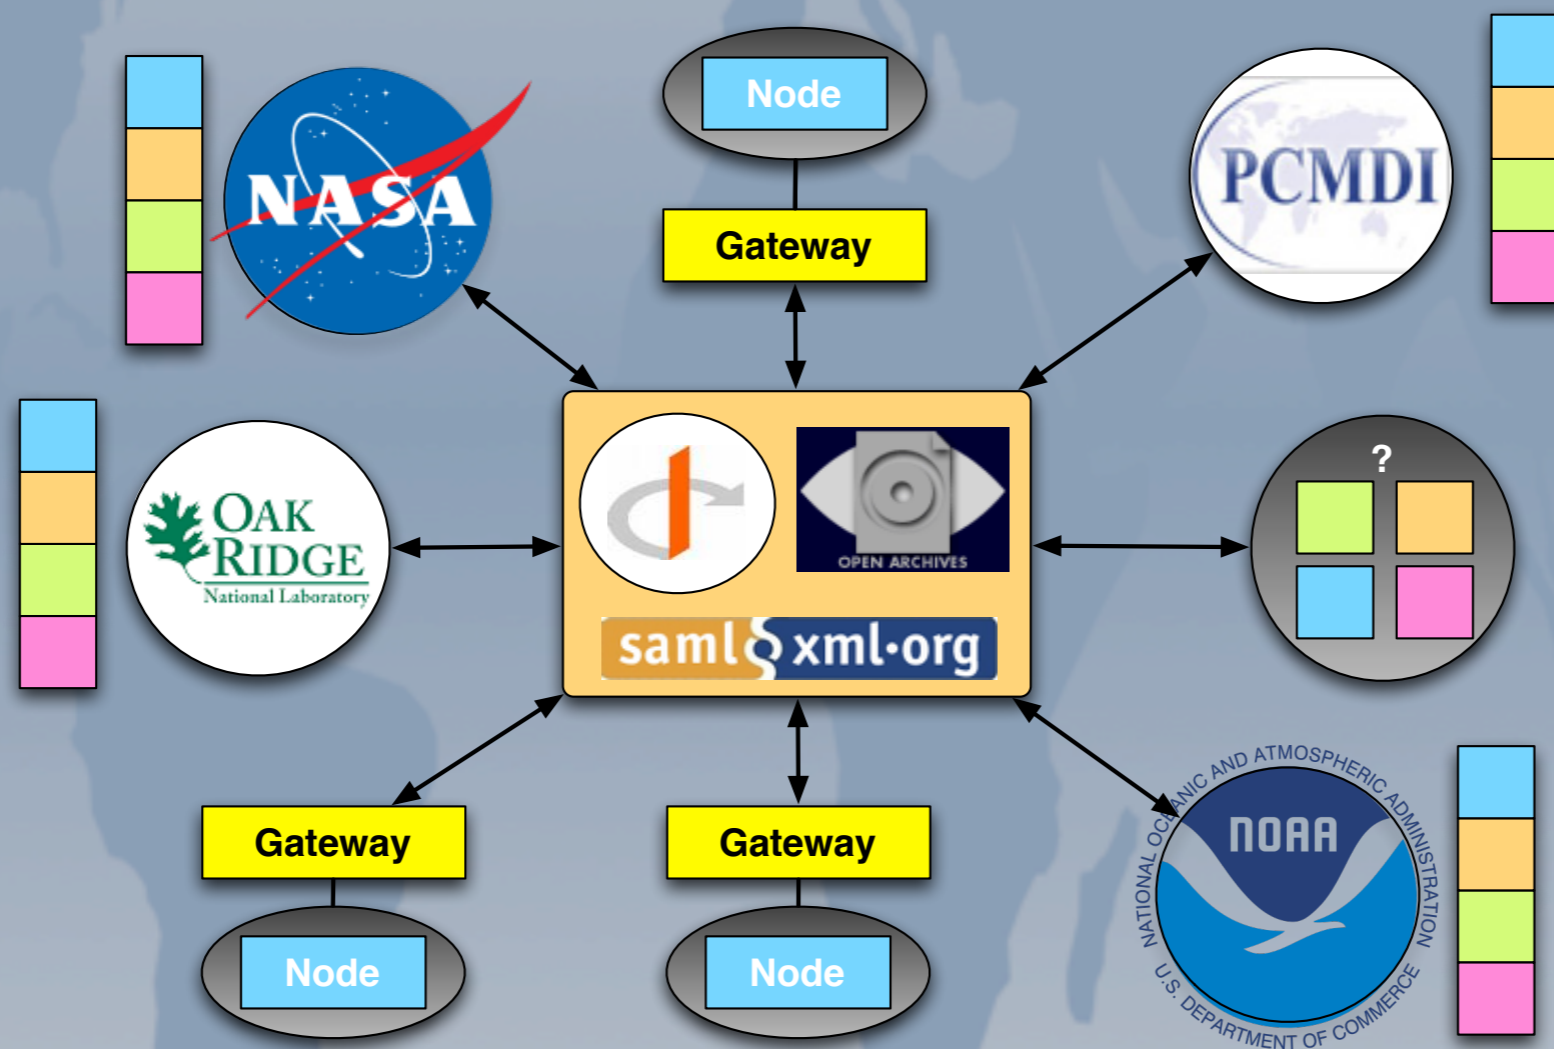 Node
Gateway
NASA
PCMDI
OAK
RIDGE
National Laboratory
OPEN ARCHIVES
saml xml.org
?
Gateway
Node
Gateway
Node
NATIONAL OCEANIC AND ATMOSPHERIC ADMINISTRATION
NOAA
U.S. DEPARTMENT OF COMMERCE